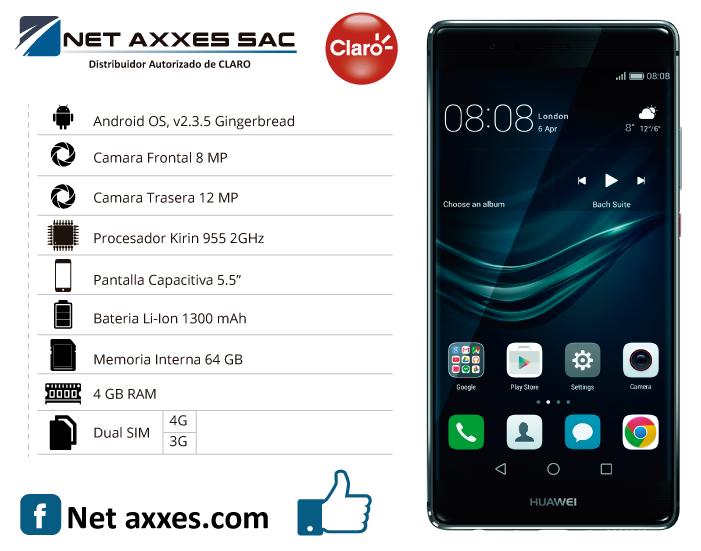 NET AXXES SAC
Distribuidor Autorizado de CLARO
Claro
Android OS, v2.3.5 Gingerbread
Camara Frontal 8 MP
Camara Trasera 12 MP
Procesador Kirin 955 2GHz
Pantalla Capacitiva 5.5”
Bateria Li-Ion 1300 mAh
Memoria Interna 64 GB
4 GB RAM
Dual SIM
4G
3G
f Net axxes.com
08:08
08:08
London
6 Apr
8° 12°/6°
Choose an album
Bach Suite
Google Play Store Settings Camera
HUAWEI